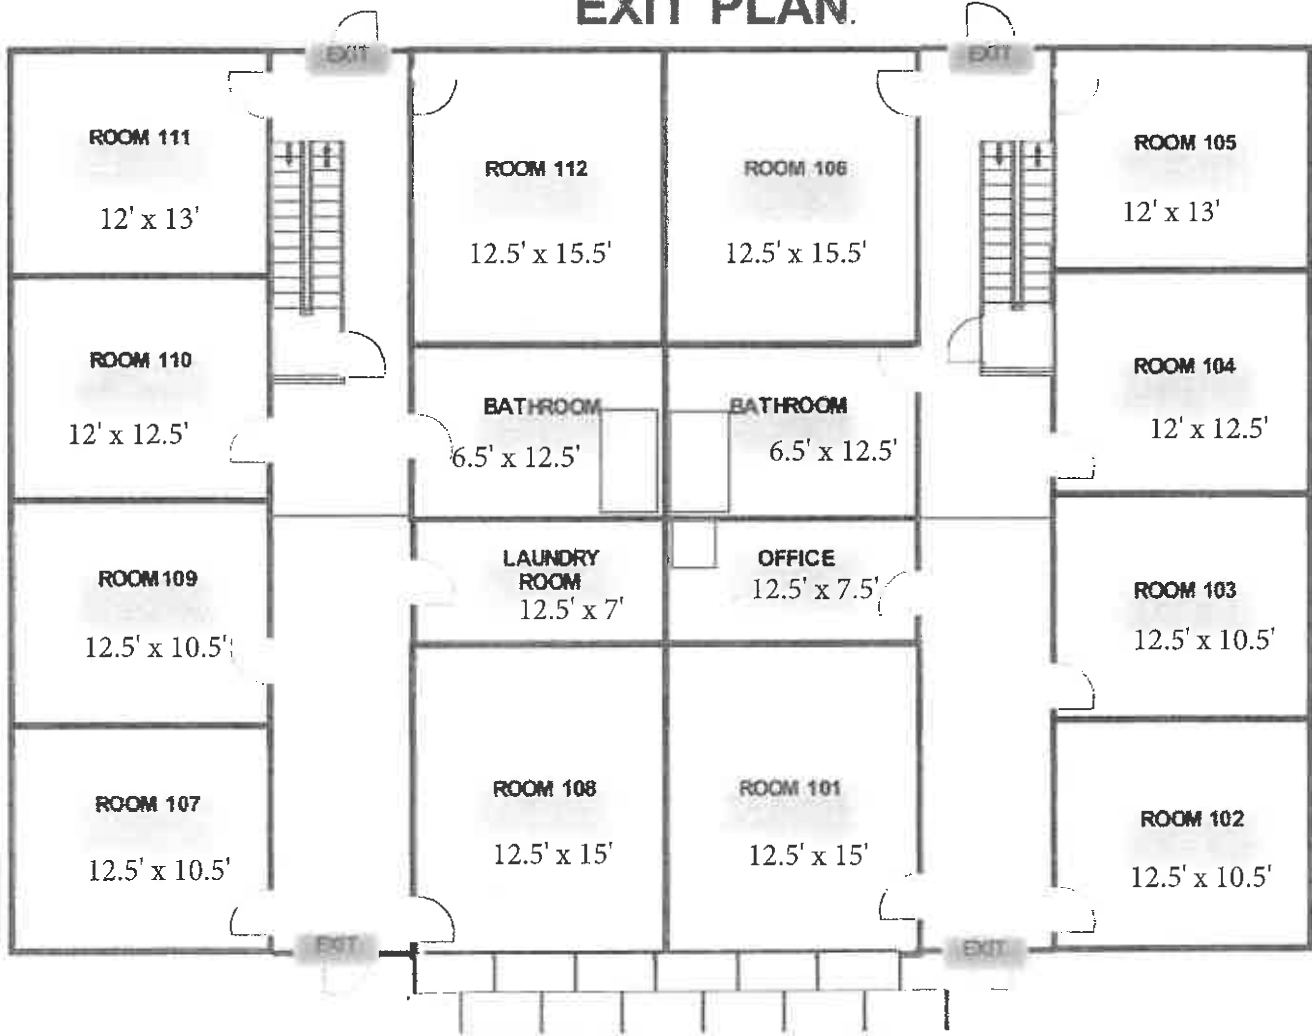 EXIT PLAN.
EXIT
EXIT
ROOM 111
12' x 13'
ROOM 112
12.5' x 15.5'
ROOM 106
12.5' x 15.5'
ROOM 105
12' x 13'
ROOM 110
12' x 12.5'
BATHROOM
6.5' x 12.5'
BATHROOM
6.5' x 12.5'
ROOM 104
12' x 12.5'
ROOM 109
12.5' x 10.5'
LAUNDRY
ROOM
12.5' x 7'
OFFICE
12.5' x 7.5'
ROOM 103
12.5' x 10.5'
ROOM 107
12.5' x 10.5'
ROOM 108
12.5' x 15'
ROOM 101
12.5' x 15'
ROOM 102
12.5' x 10.5'
EXIT
EXIT